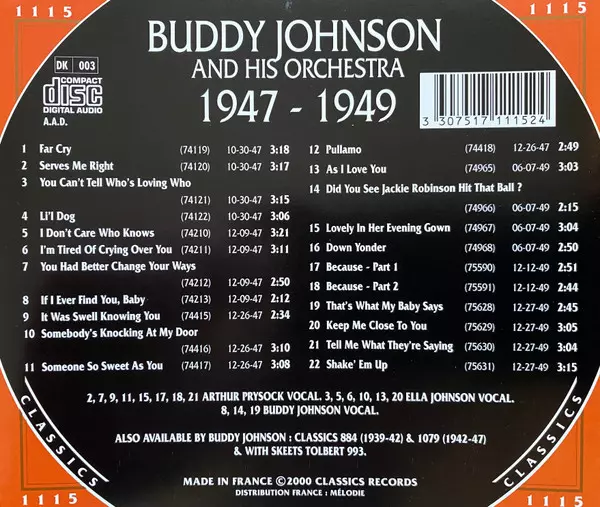 1115
1115
BUDDY JOHNSON
AND HIS ORCHESTRA
1947 - 1949
DK 003
COMPACT
disc
DIGITAL AUDIO
A.A.D.
3 307517 111524
1 Far Cry (74119) 10-30-47 3:18
2 Serves Me Right (74120) 10-30-47 3:17
3 You Can't Tell Who's Loving Who
(74121) 10-30-47 3:15
4 Li'l Dog (74122) 10-30-47 3:06
5 I Don't Care Who Knows (74210) 12-09-47 3:21
6 I'm Tired Of Crying Over You (74211) 12-09-47 3:11
7 You Had Better Change Your Ways
(74212) 12-09-47 2:50
8 If I Ever Find You, Baby (74213) 12-09-47 2:12
9 It Was Swell Knowing You (74415) 12-26-47 2:34
10 Somebody's Knocking At My Door
(74416) 12-26-47 3:10
11 Someone So Sweet As You (74417) 12-26-47 3:08
12 Pullamo (74418) 12-26-47 2:49
13 As I Love You (74965) 06-07-49 3:03
14 Did You See Jackie Robinson Hit That Ball ?
(74966) 06-07-49 2:15
15 Lovely In Her Evening Gown (74967) 06-07-49 3:04
16 Down Yonder (74968) 06-07-49 2:50
17 Because - Part 1 (75590) 12-12-49 2:51
18 Because - Part 2 (75591) 12-12-49 2:44
19 That's What My Baby Says (75628) 12-27-49 2:45
20 Keep Me Close To You (75629) 12-27-49 3:05
21 Tell Me What They're Saying (75630) 12-27-49 3:04
22 Shake' Em Up (75631) 12-27-49 3:15
2, 7, 9, 11, 15, 17, 18, 21 ARTHUR PRYSOCK VOCAL. 3, 5, 6, 10, 13, 20 ELLA JOHNSON VOCAL.
8, 14, 19 BUDDY JOHNSON VOCAL.
ALSO AVAILABLE BY BUDDY JOHNSON : CLASSICS 884 (1939-42) & 1079 (1942-47)
& WITH SKEETS TOLBERT 993.
MADE IN FRANCE ©2000 CLASSICS RECORDS
DISTRIBUTION FRANCE : MÉLODIE
CLASSICS
CLASSICS
1115
1115